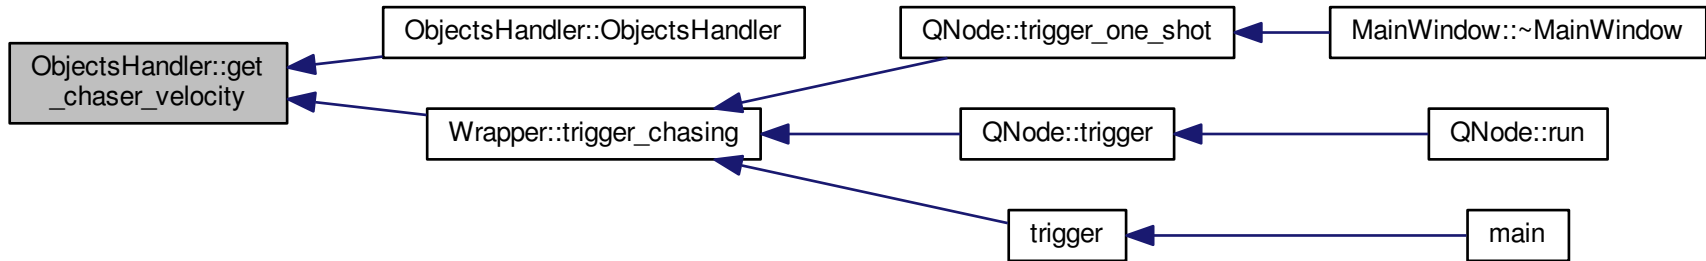 ObjectsHandler::get
_chaser_velocity
ObjectsHandler::ObjectsHandler
Wrapper::trigger_chasing
QNode::trigger_one_shot
MainWindow::~MainWindow
QNode::trigger
QNode::run
trigger
main